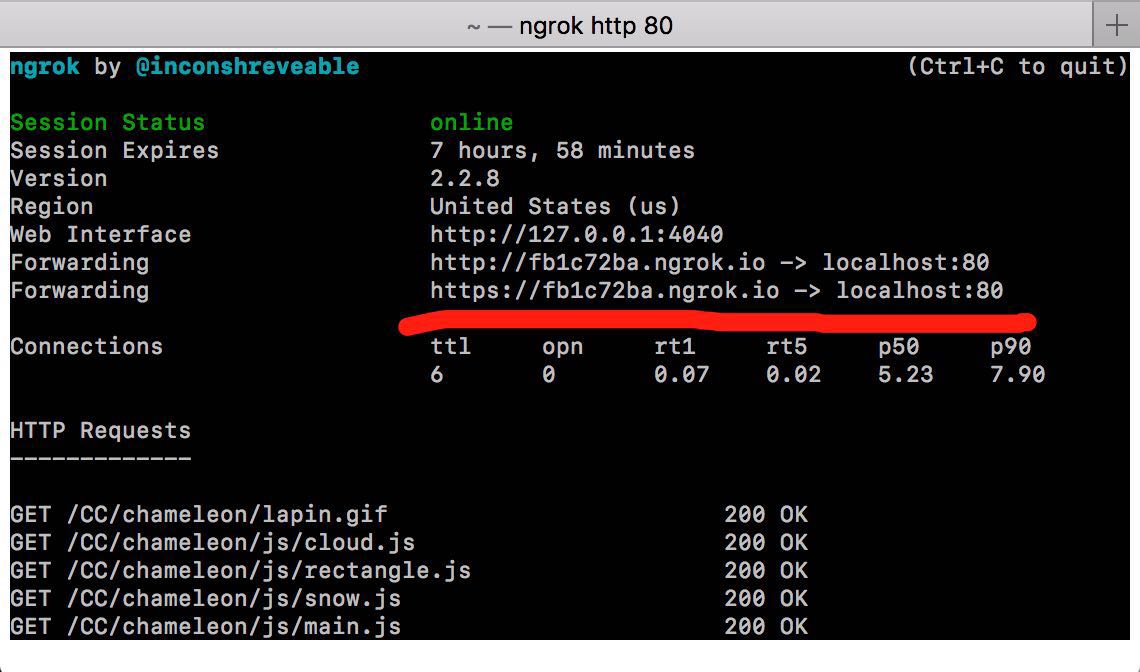 ~ — ngrok http 80
ngrok by @inconshreveable (Ctrl+C to quit)
Session Status online
Session Expires 7 hours, 58 minutes
Version 2.2.8
Region United States (us)
Web Interface http://127.0.0.1:4040
Forwarding http://fb1c72ba.ngrok.io -> localhost:80
Forwarding https://fb1c72ba.ngrok.io -> localhost:80
Connections ttl opn rt1 rt5 p50 p90
6 0 0.07 0.02 5.23 7.90
HTTP Requests
-------------
GET /CC/chameleon/lapin.gif 200 OK
GET /CC/chameleon/js/cloud.js 200 OK
GET /CC/chameleon/js/rectangle.js 200 OK
GET /CC/chameleon/js/snow.js 200 OK
GET /CC/chameleon/js/main.js 200 OK